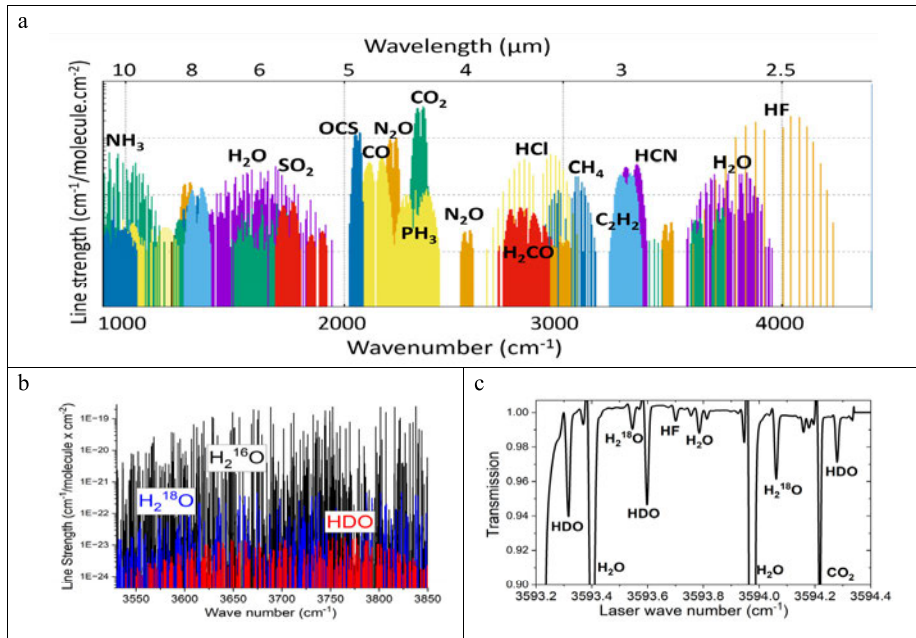 a
Wavelength (µm)
10 8 6 5 4 3 2.5
Line strength (cm⁻¹/molecule.cm⁻²)
NH₃
H₂O
SO₂
OCS
CO
N₂O
CO₂
PH₃
N₂O
HCl
H₂CO
CH₄
C₂H₂
HCN
H₂O
HF
1000 2000 3000 4000
Wavenumber (cm⁻¹)
b
Line Strength (cm⁻¹/molecule x cm⁻²)
1E-19
1E-20
1E-21
1E-22
1E-23
1E-24
H₂¹⁶O
H₂¹⁸O
HDO
3550 3600 3650 3700 3750 3800 3850
Wave number (cm⁻¹)
c
Transmission
1.00
0.98
0.96
0.94
0.92
0.90
HDO
H₂O
H₂¹⁸O
HDO
HF
H₂O
H₂O
H₂¹⁸O
CO₂
HDO
3593.2 3593.4 3593.6 3593.8 3594.0 3594.2 3594.4
Laser wave number (cm⁻¹)